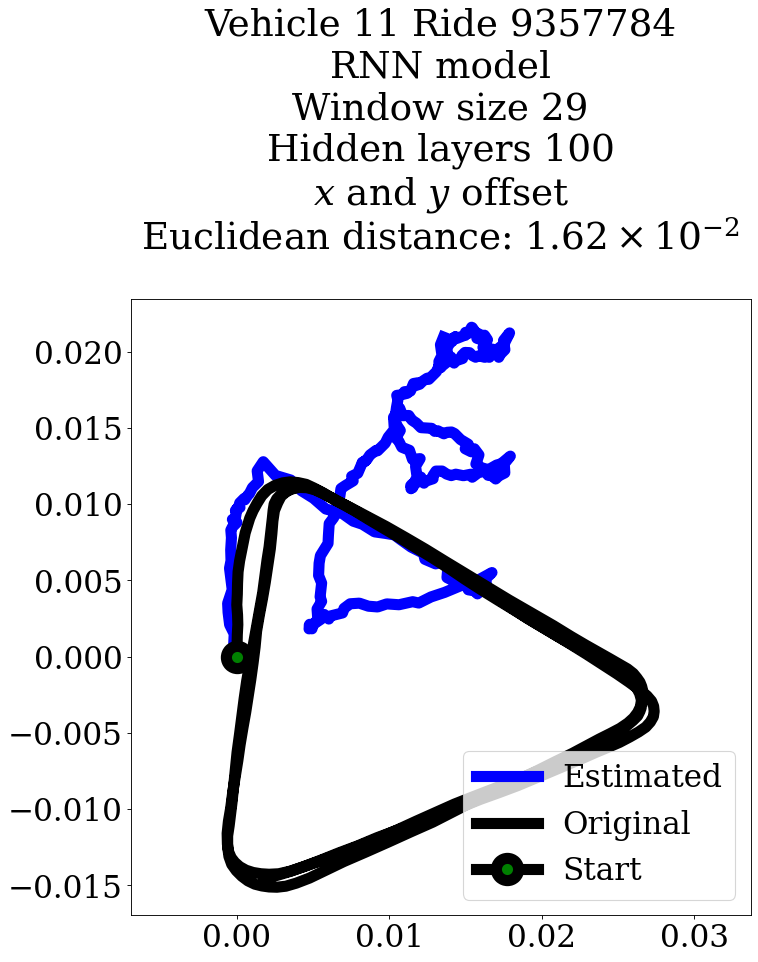 Vehicle 11 Ride 9357784
RNN model
Window size 29
Hidden layers 100
x and y offset
Euclidean distance: 1.62 × 10⁻²
0.020
0.015
0.010
0.005
0.000
−0.005
−0.010
−0.015
Estimated
Original
Start
0.00 0.01 0.02 0.03